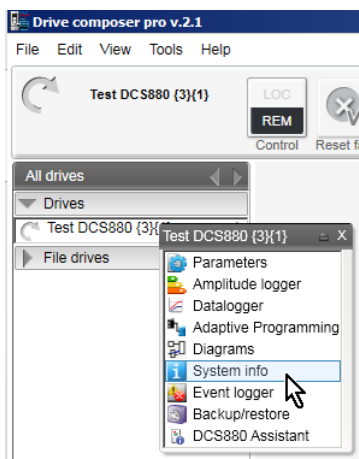 Drive composer pro v.2.1
File Edit View Tools Help
Test DCS880 {3}{1}
LOC
REM
Control Reset fa
All drives
Drives
Test DCS880 {3}{
File drives
Test DCS880 {3}{1} X
Parameters
Amplitude logger
Datalogger
Adaptive Programming
Diagrams
System info
Event logger
Backup/restore
DCS880 Assistant